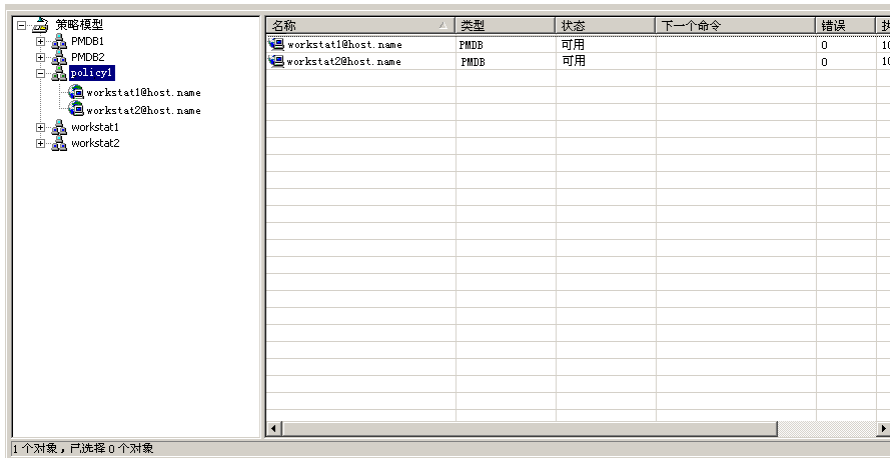 策略模型
PMDB1
PMDB2
policy1
workstat1@host.name
workstat2@host.name
workstat1
workstat2
名称 类型 状态 下一个命令 错误
workstat1@host.name PMDB 可用 0 10
workstat2@host.name PMDB 可用 0 10
1 个对象，已选择 0 个对象